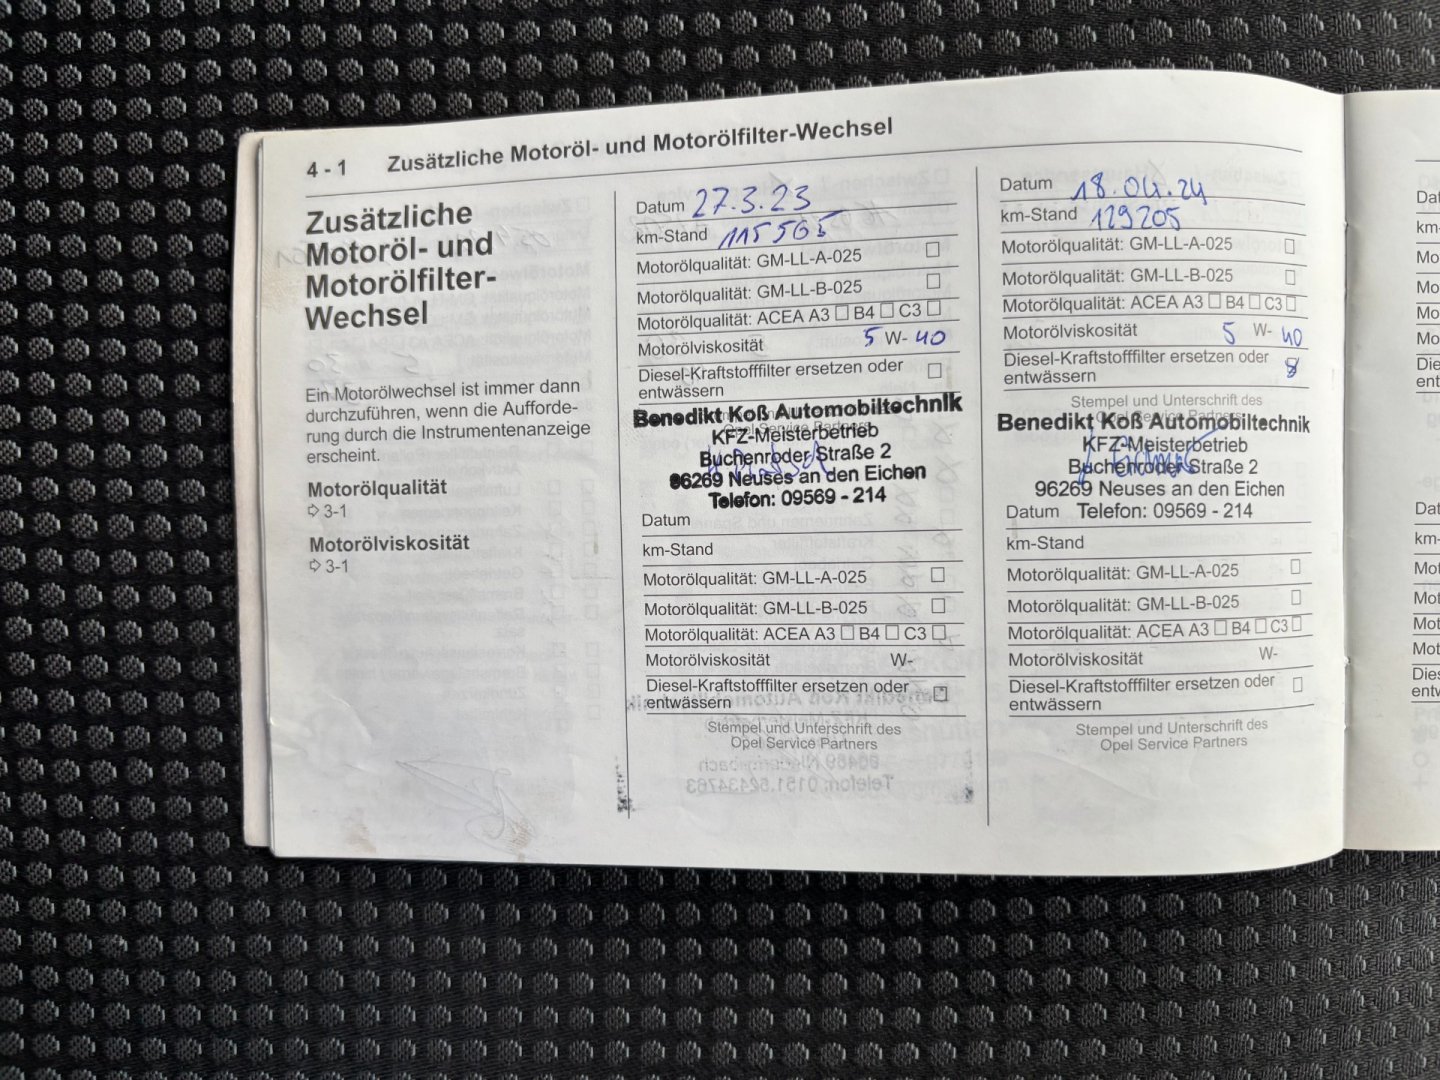 4 - 1 Zusätzliche Motoröl- und Motorölfilter-Wechsel
Zusätzliche
Motoröl- und
Motorölfilter-
Wechsel
Ein Motorölwechsel ist immer dann
durchzuführen, wenn die Aufforde-
rung durch die Instrumentenanzeige
erscheint.
Motorölqualität
⇨ 3-1
Motorölviskosität
⇨ 3-1
Datum 27.3.23
km-Stand 115565
Motorölqualität: GM-LL-A-025 ☐
Motorölqualität: GM-LL-B-025 ☐
Motorölqualität: ACEA A3 ☐ B4 ☐ C3 ☐
Motorölviskosität 5 W- 40
Diesel-Kraftstofffilter ersetzen oder ☐
entwässern
Opel Service Partners
Benedikt Koß Automobiltechnik
KFZ-Meisterbetrieb
Buchenroder Straße 2
96269 Neuses an den Eichen
Telefon: 09569 - 214
Datum
km-Stand
Motorölqualität: GM-LL-A-025 ☐
Motorölqualität: GM-LL-B-025 ☐
Motorölqualität: ACEA A3 ☐ B4 ☐ C3 ☐
Motorölviskosität W-
Diesel-Kraftstofffilter ersetzen oder ☐
entwässern
Stempel und Unterschrift des
Opel Service Partners
Datum 18.04.24
km-Stand 129205
Motorölqualität: GM-LL-A-025 ☐
Motorölqualität: GM-LL-B-025 ☐
Motorölqualität: ACEA A3 ☐ B4 ☐ C3 ☐
Motorölviskosität 5 W- 40
Diesel-Kraftstofffilter ersetzen oder
entwässern
Stempel und Unterschrift des
Opel Service Partners
Benedikt Koß Automobiltechnik
KFZ-Meisterbetrieb
Buchenroder Straße 2
96269 Neuses an den Eichen
Telefon: 09569 - 214
Datum
km-Stand
Motorölqualität: GM-LL-A-025 ☐
Motorölqualität: GM-LL-B-025 ☐
Motorölqualität: ACEA A3 ☐ B4 ☐ C3 ☐
Motorölviskosität W-
Diesel-Kraftstofffilter ersetzen oder ☐
entwässern
Stempel und Unterschrift des
Opel Service Partners